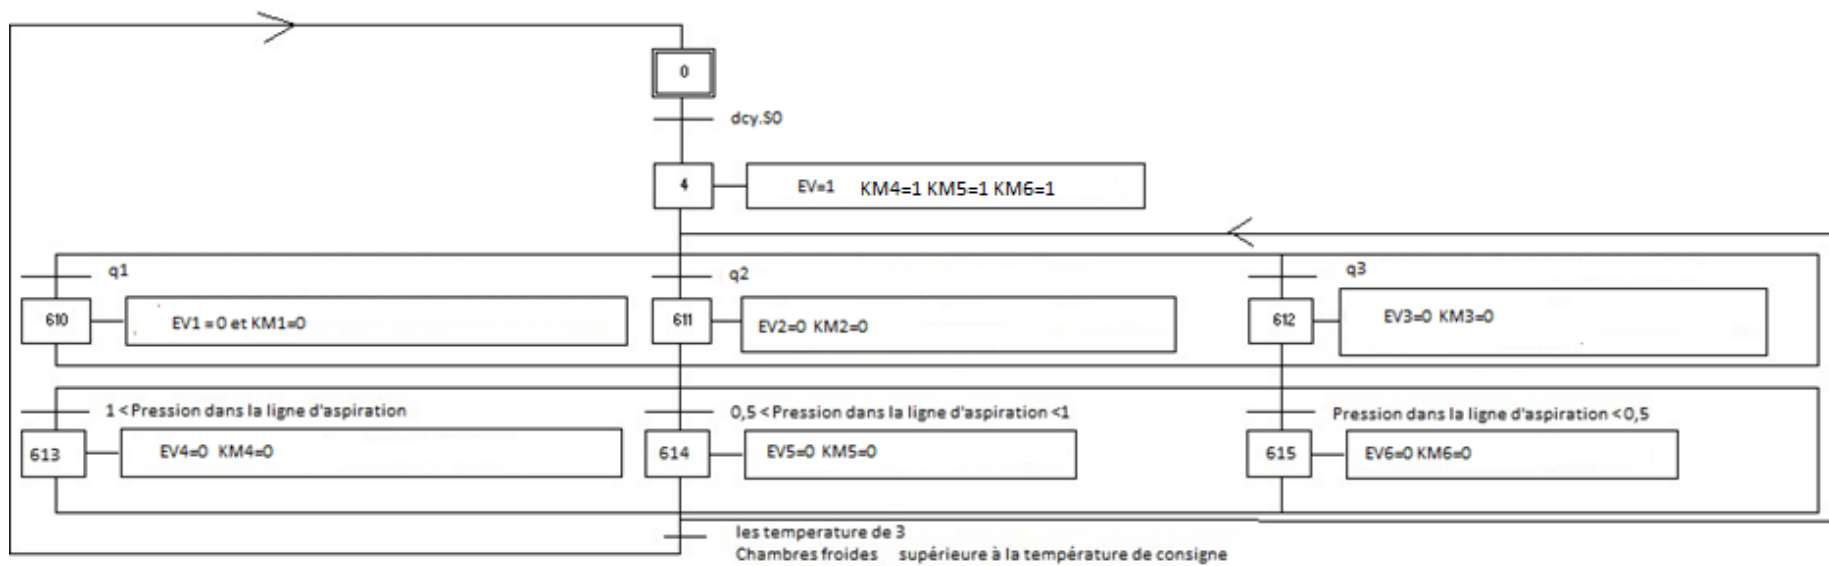 0
dcy.S0
4
EV=1 KM4=1 KM5=1 KM6=1
q1
q2
q3
610
EV1 = 0 et KM1=0
611
EV2=0 KM2=0
612
EV3=0 KM3=0
1 < Pression dans la ligne d'aspiration
0,5 < Pression dans la ligne d'aspiration <1
Pression dans la ligne d'aspiration < 0,5
613
EV4=0 KM4=0
614
EV5=0 KM5=0
615
EV6=0 KM6=0
les temperature de 3
Chambres froides supérieure à la température de consigne